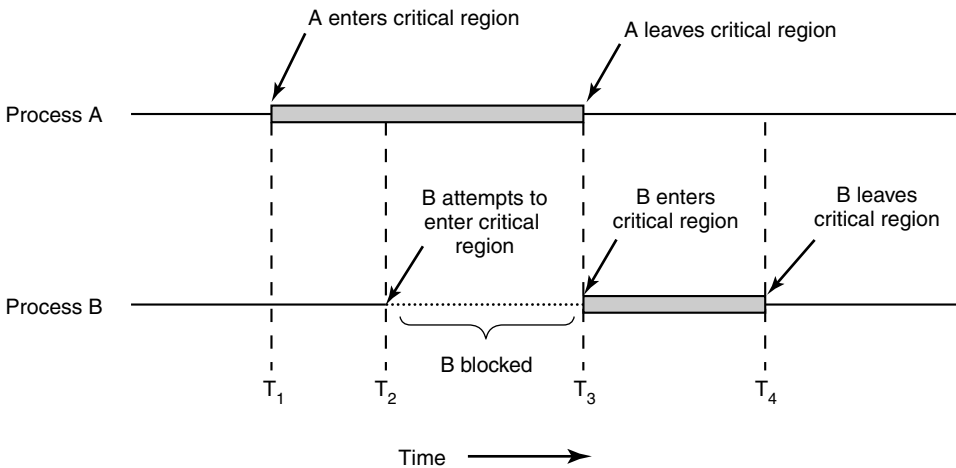 A enters critical region
A leaves critical region
Process A
B attempts to
enter critical
region
B enters
critical region
B leaves
critical region
Process B
B blocked
T1
T2
T3
T4
Time